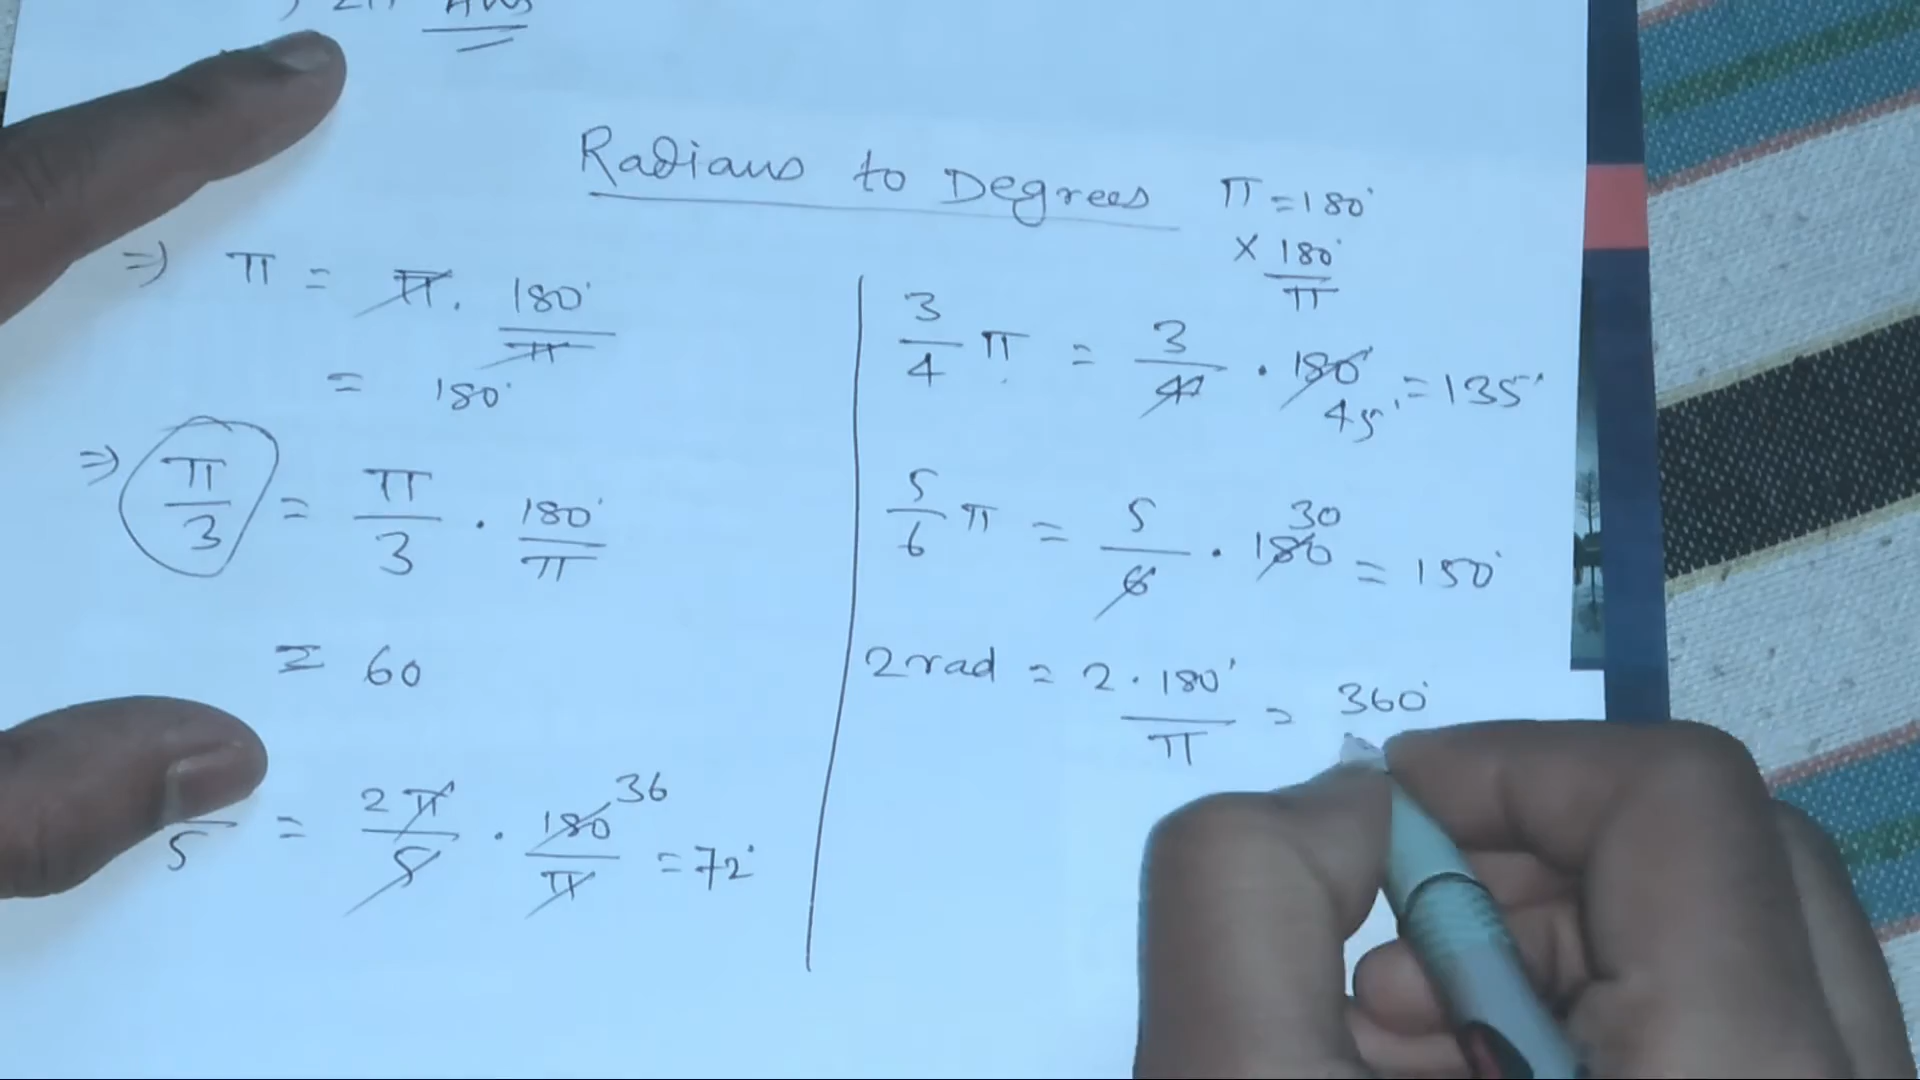 Ans
Radians to Degrees
π = 180°
× 180°/π
⇒ π = π . 180°/π
= 180°
⇒ π/3 = π/3 . 180°/π
= 60
5 = 2π/5 . 180/π 36 = 72°
3/4 π = 3/4 . 180° 45° = 135°
5/6 π = 5/6 . 180 30 = 150°
2 rad = 2 . 180°/π = 360°